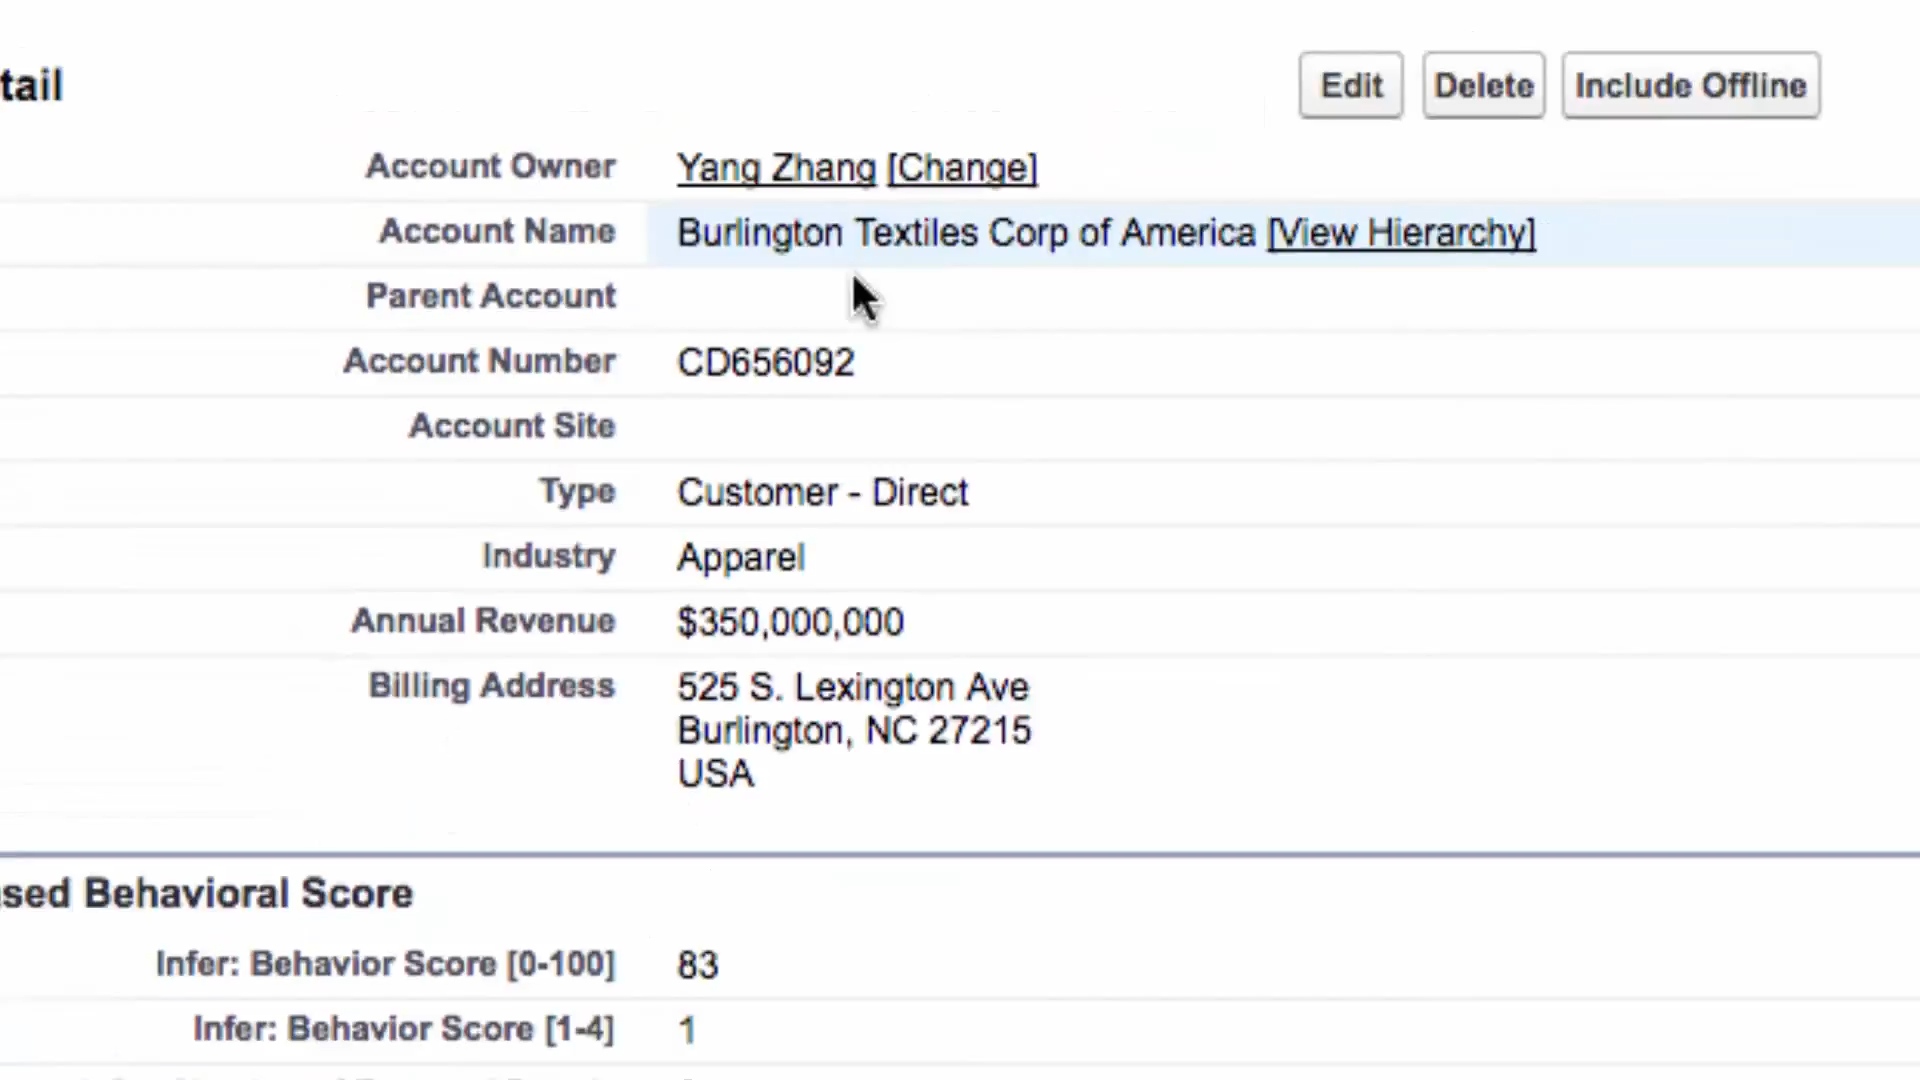 tail Edit Delete Include Offline
Account Owner Yang Zhang [Change]
Account Name Burlington Textiles Corp of America [View Hierarchy]
Parent Account
Account Number CD656092
Account Site
Type Customer - Direct
Industry Apparel
Annual Revenue $350,000,000
Billing Address 525 S. Lexington Ave
Burlington, NC 27215
USA
sed Behavioral Score
Infer: Behavior Score [0-100] 83
Infer: Behavior Score [1-4] 1